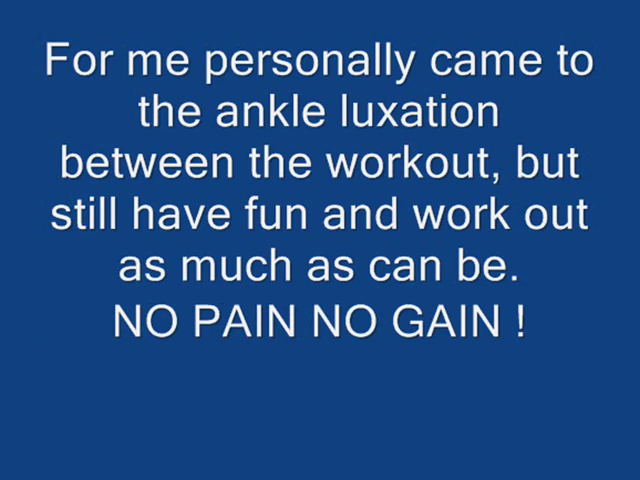 For me personally came to
the ankle luxation
between the workout, but
still have fun and work out
as much as can be.
NO PAIN NO GAIN !